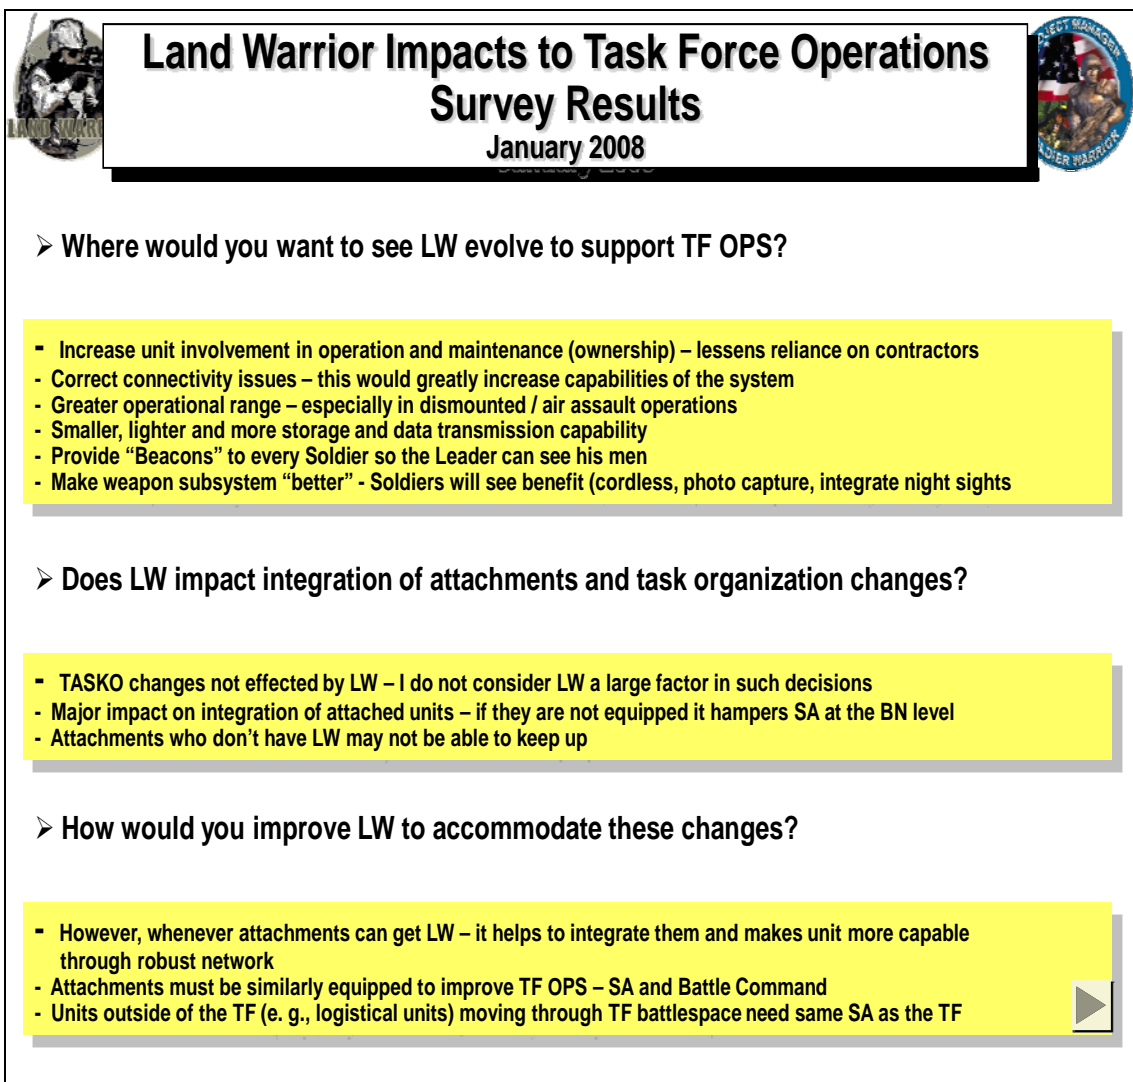 Land Warrior Impacts to Task Force Operations
Survey Results
January 2008
LAND WARR
JECT MANAGER
DIER WARRIOR
➢ Where would you want to see LW evolve to support TF OPS?
- Increase unit involvement in operation and maintenance (ownership) – lessens reliance on contractors
- Correct connectivity issues – this would greatly increase capabilities of the system
- Greater operational range – especially in dismounted / air assault operations
- Smaller, lighter and more storage and data transmission capability
- Provide “Beacons” to every Soldier so the Leader can see his men
- Make weapon subsystem “better” - Soldiers will see benefit (cordless, photo capture, integrate night sights
➢ Does LW impact integration of attachments and task organization changes?
- TASKO changes not effected by LW – I do not consider LW a large factor in such decisions
- Major impact on integration of attached units – if they are not equipped it hampers SA at the BN level
- Attachments who don’t have LW may not be able to keep up
➢ How would you improve LW to accommodate these changes?
- However, whenever attachments can get LW – it helps to integrate them and makes unit more capable
through robust network
- Attachments must be similarly equipped to improve TF OPS – SA and Battle Command
- Units outside of the TF (e. g., logistical units) moving through TF battlespace need same SA as the TF